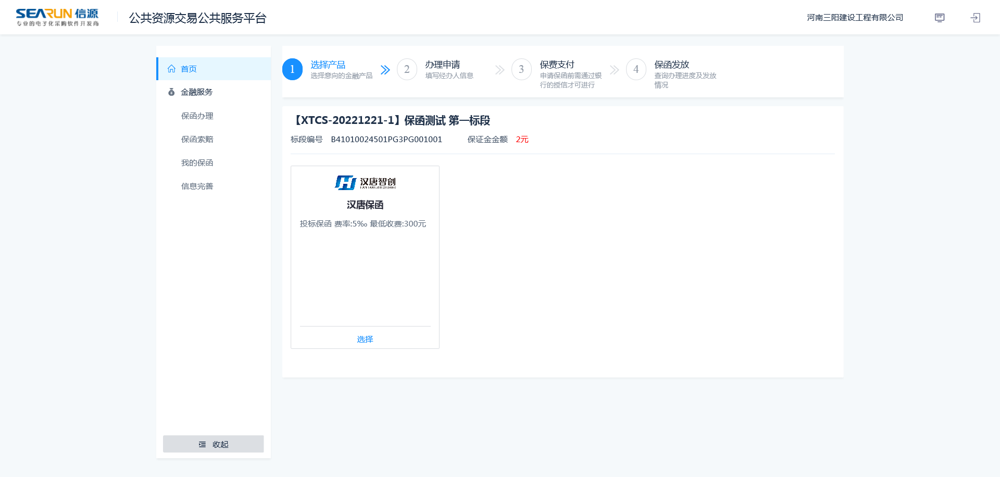 SEARUN 信源
专业的电子化采购软件开发商
公共资源交易公共服务平台
河南三阳建设工程有限公司
首页
金融服务
保函办理
保函索赔
我的保函
信息完善
收起
1
选择产品
选择意向的金融产品
2
办理申请
填写经办人信息
3
保费支付
申请保函前需通过银
行的授信才可进行
4
保函发放
查询办理进度及发放
情况
【XTCS-20221221-1】保函测试 第一标段
标段编号 B41010024501PG3PG001001 保证金金额 2元
汉唐智创
HANTANGZHICHUANG
汉唐保函
投标保函 费率:5‰ 最低收费:300元
选择